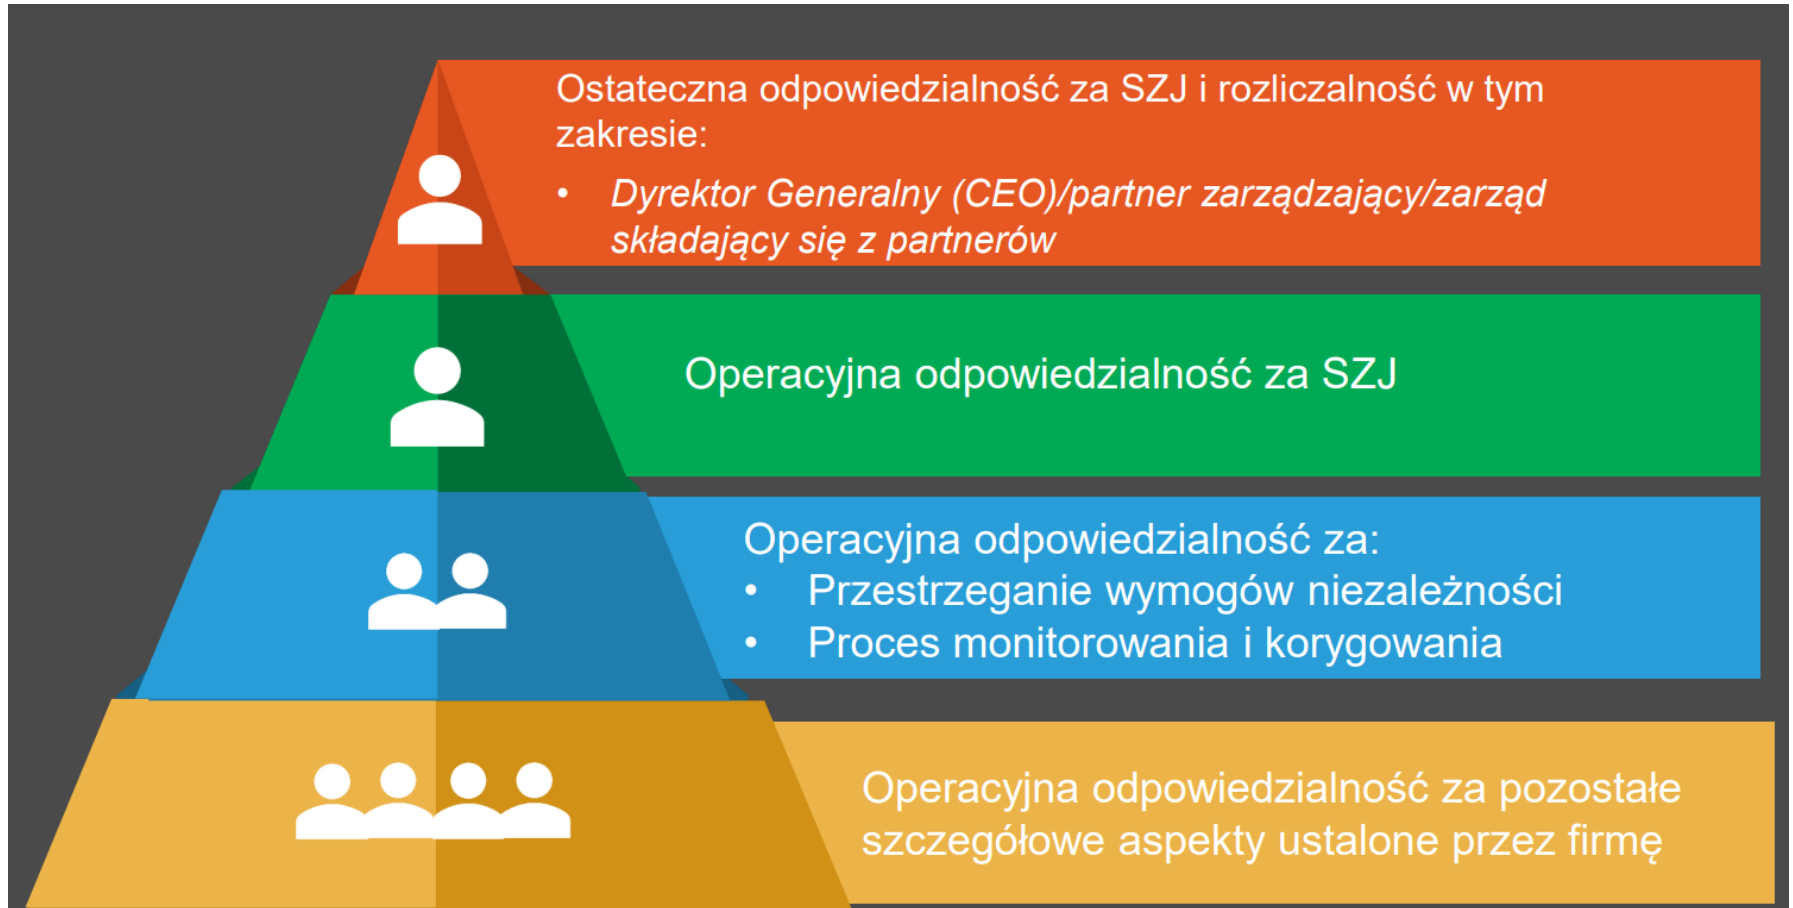 Ostateczna odpowiedzialność za SZJ i rozliczalność w tym
zakresie:
• Dyrektor Generalny (CEO)/partner zarządzający/zarząd
składający się z partnerów
Operacyjna odpowiedzialność za SZJ
Operacyjna odpowiedzialność za:
• Przestrzeganie wymogów niezależności
• Proces monitorowania i korygowania
Operacyjna odpowiedzialność za pozostałe
szczegółowe aspekty ustalone przez firmę